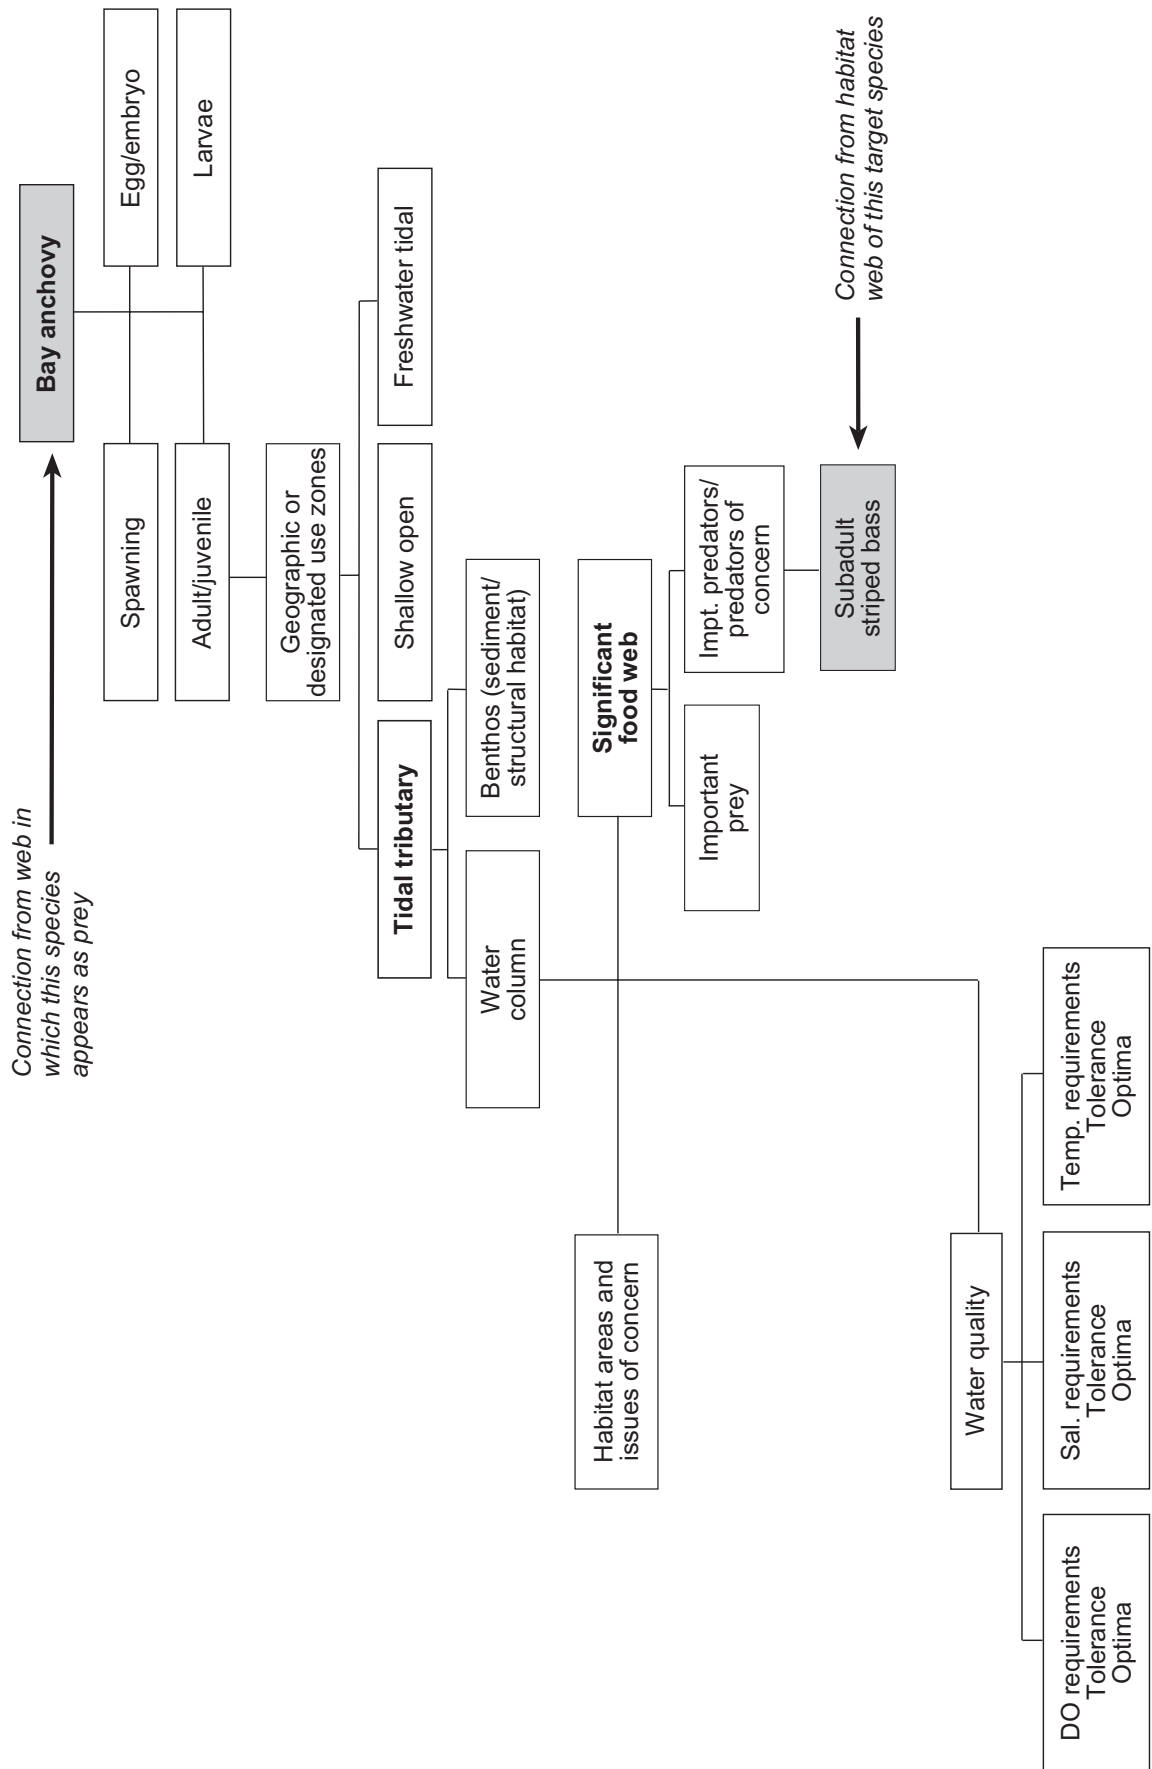 Connection from web in
which this species
appears as prey
Bay anchovy
Spawning
Egg/embryo
Adult/juvenile
Larvae
Geographic or
designated use zones
Tidal tributary
Shallow open
Freshwater tidal
Water
column
Benthos (sediment/
structural habitat)
Habitat areas and
issues of concern
Significant
food web
Important
prey
Impt. predators/
predators of
concern
Subadult
striped bass
Connection from habitat
web of this target species
Water quality
DO requirements
Tolerance
Optima
Sal. requirements
Tolerance
Optima
Temp. requirements
Tolerance
Optima